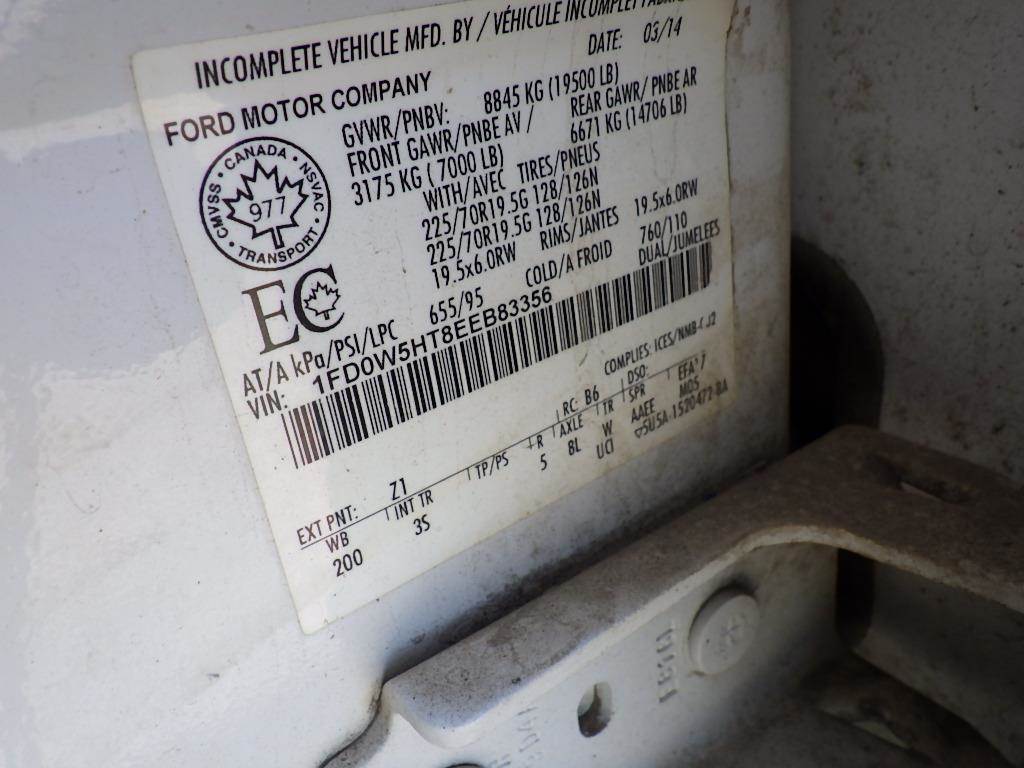 INCOMPLETE VEHICLE MFD. BY / VÉHICULE INCOMPLET
FORD MOTOR COMPANY DATE: 03/14
GVWR/PNBV: 8845 KG (19500 LB)
FRONT GAWR/PNBE AV / REAR GAWR/PNBE AR
3175 KG ( 7000 LB) 6671 KG (14706 LB)
WITH/AVEC TIRES/PNEUS
225/70R19.5G 128/126N
225/70R19.5G 128/126N
19.5x6.0RW RIMS/JANTES 19.5x6.0RW
AT/A kPa/PSI/LPC 655/95 COLD/A FROID 760/110
DUAL/JUMELEES
CMVSS • CANADA • NSVAC • TRANSPORT •
977
EC
VIN: 1FD0W5HT8EEB83356
COMPLIES: ICES/NMB-
EXT PNT: Z1 RC: B6 DSO:
WB INT TR TP/PS R AXLE TR SPR
200 3S 5 8L W AAEE MDS
UCI